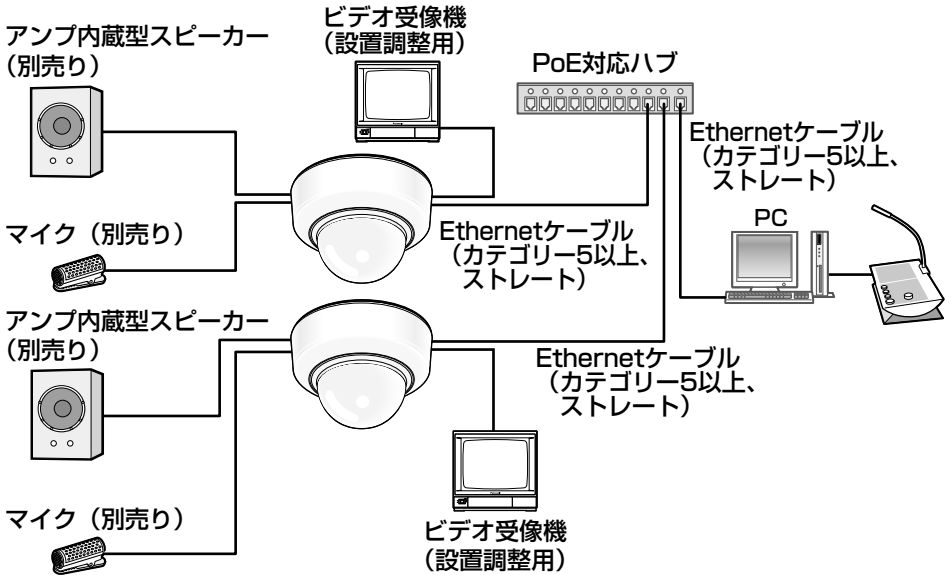 アンプ内蔵型スピーカー
(別売り)
ビデオ受像機
(設置調整用)
PoE対応ハブ
Ethernetケーブル
(カテゴリー5以上、
ストレート)
マイク(別売り)
Ethernetケーブル
(カテゴリー5以上、
ストレート)
PC
アンプ内蔵型スピーカー
(別売り)
Ethernetケーブル
(カテゴリー5以上、
ストレート)
マイク(別売り)
ビデオ受像機
(設置調整用)